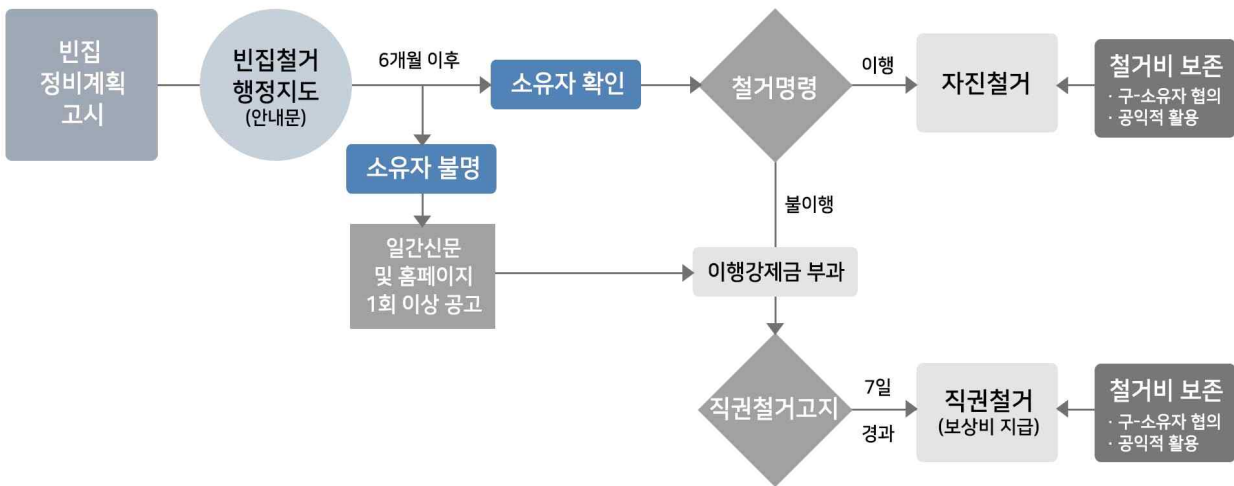 빈집
정비계획
고시
빈집철거
행정지도
(안내문)
6개월 이후
소유자 확인
철거명령
이행
자진철거
철거비 보존
· 구-소유자 협의
· 공익적 활용
소유자 불명
불이행
일간신문
및 홈페이지
1회 이상 공고
이행강제금 부과
직권철거고지
7일
경과
직권철거
(보상비 지급)
철거비 보존
· 구-소유자 협의
· 공익적 활용